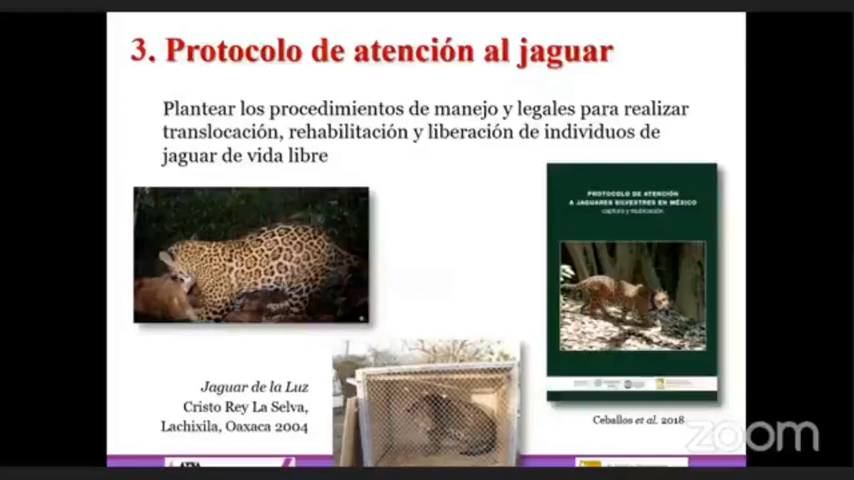 3. Protocolo de atención al jaguar
Plantear los procedimientos de manejo y legales para realizar
translocación, rehabilitación y liberación de individuos de
jaguar de vida libre
PROTOCOLO DE ATENCIÓN
A JAGUARES SILVESTRES EN MÉXICO
captura y reubicación
Jaguar de la Luz
Cristo Rey La Selva,
Lachixila, Oaxaca 2004
Ceballos et al. 2018
zoom